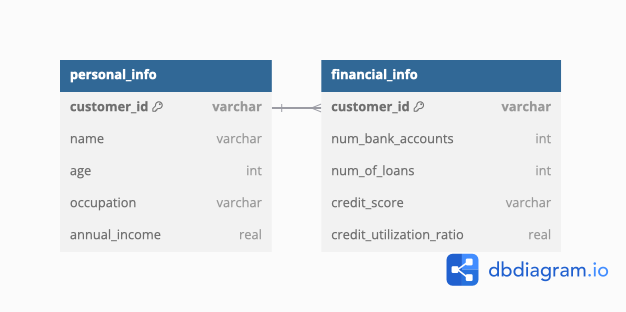 personal_info
customer_id varchar
name varchar
age int
occupation varchar
annual_income real
financial_info
customer_id varchar
num_bank_accounts int
num_of_loans int
credit_score varchar
credit_utilization_ratio real
dbdiagram.io